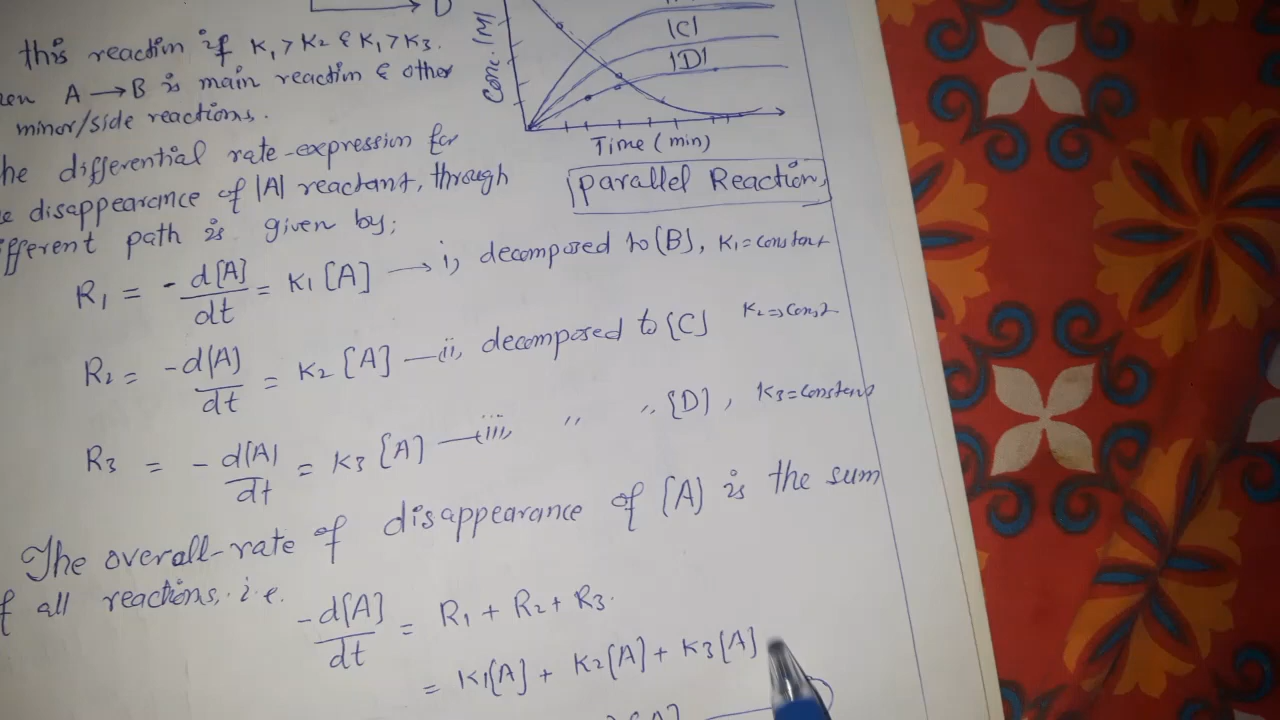 D
this reaction if K₁ > K₂ & K₁ > K₃.
A → B is main reaction & other
minor/side reactions.
differential rate-expression for
disappearance of |A| reactant, through
path is given by;
Conc. |M|
|C|
|D|
Time (min)
parallel Reaction,
R₁ = - d[A]/dt = K₁ [A] → i, decomposed to [B], K₁ = constant
R₂ = -d[A]/dt = K₂ [A] — ii, decomposed to [C]
R₃ = - d[A]/dt = K₃ [A] — iii, ,, ,, [D], K₃ = constant
The overall-rate of disappearance of [A] is the sum
all reactions, i.e.
-d[A]/dt = R₁ + R₂ + R₃.
= K₁[A] + K₂[A] + K₃[A]